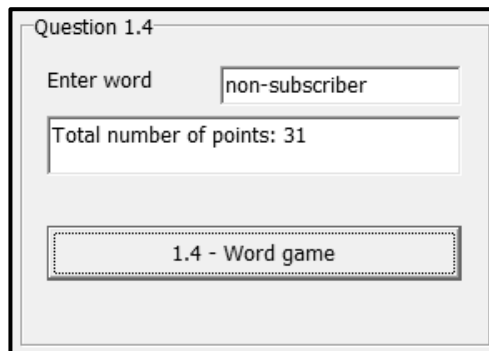 Question 1.4
Enter word non-subscriber
Total number of points: 31
1.4 - Word game